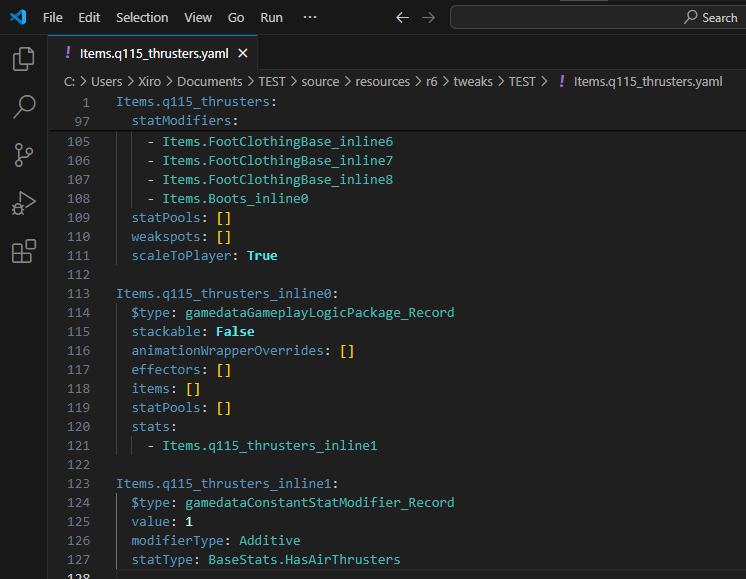 File Edit Selection View Go Run ··· ← → Search
! Items.q115_thrusters.yaml ×
C: > Users > Xiro > Documents > TEST > source > resources > r6 > tweaks > TEST > ! Items.q115_thrusters.yaml
1 Items.q115_thrusters:
97 statModifiers:
105 - Items.FootClothingBase_inline6
106 - Items.FootClothingBase_inline7
107 - Items.FootClothingBase_inline8
108 - Items.Boots_inline0
109 statPools: []
110 weakspots: []
111 scaleToPlayer: True
112
113 Items.q115_thrusters_inline0:
114 $type: gamedataGameplayLogicPackage_Record
115 stackable: False
116 animationWrapperOverrides: []
117 effectors: []
118 items: []
119 statPools: []
120 stats:
121 - Items.q115_thrusters_inline1
122
123 Items.q115_thrusters_inline1:
124 $type: gamedataConstantStatModifier_Record
125 value: 1
126 modifierType: Additive
127 statType: BaseStats.HasAirThrusters
128